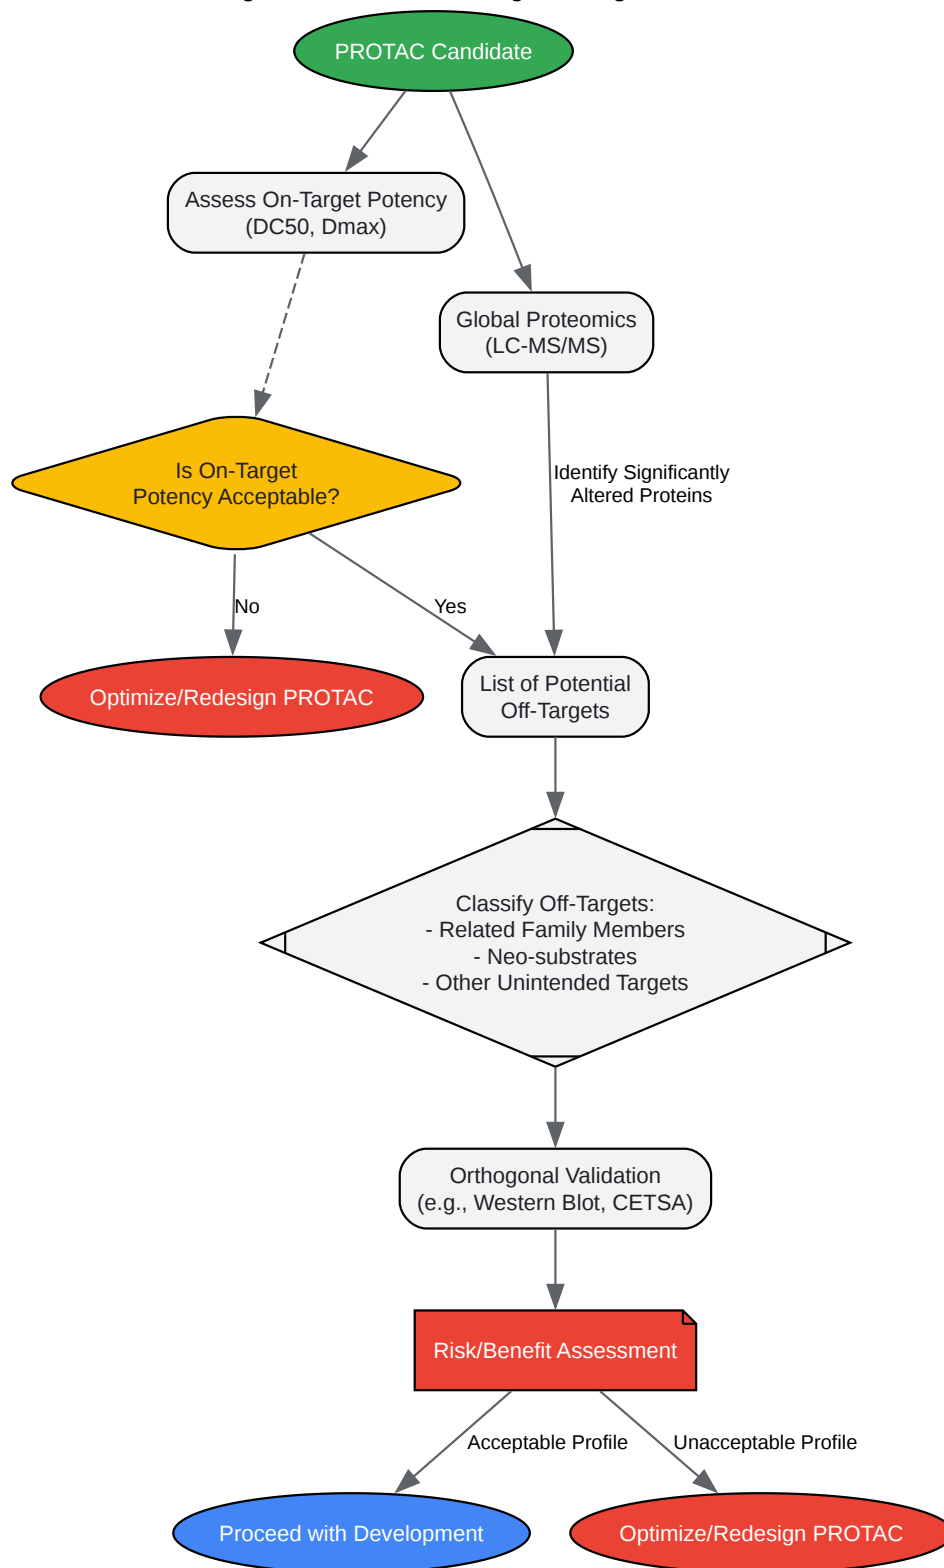 PROTAC Candidate
Assess On-Target Potency
(DC50, Dmax)
Global Proteomics
(LC-MS/MS)
Is On-Target
Potency Acceptable?
Identify Significantly
Altered Proteins
No
Yes
Optimize/Redesign PROTAC
List of Potential
Off-Targets
Classify Off-Targets:
- Related Family Members
- Neo-substrates
- Other Unintended Targets
Orthogonal Validation
(e.g., Western Blot, CETSA)
Risk/Benefit Assessment
Acceptable Profile
Unacceptable Profile
Proceed with Development
Optimize/Redesign PROTAC